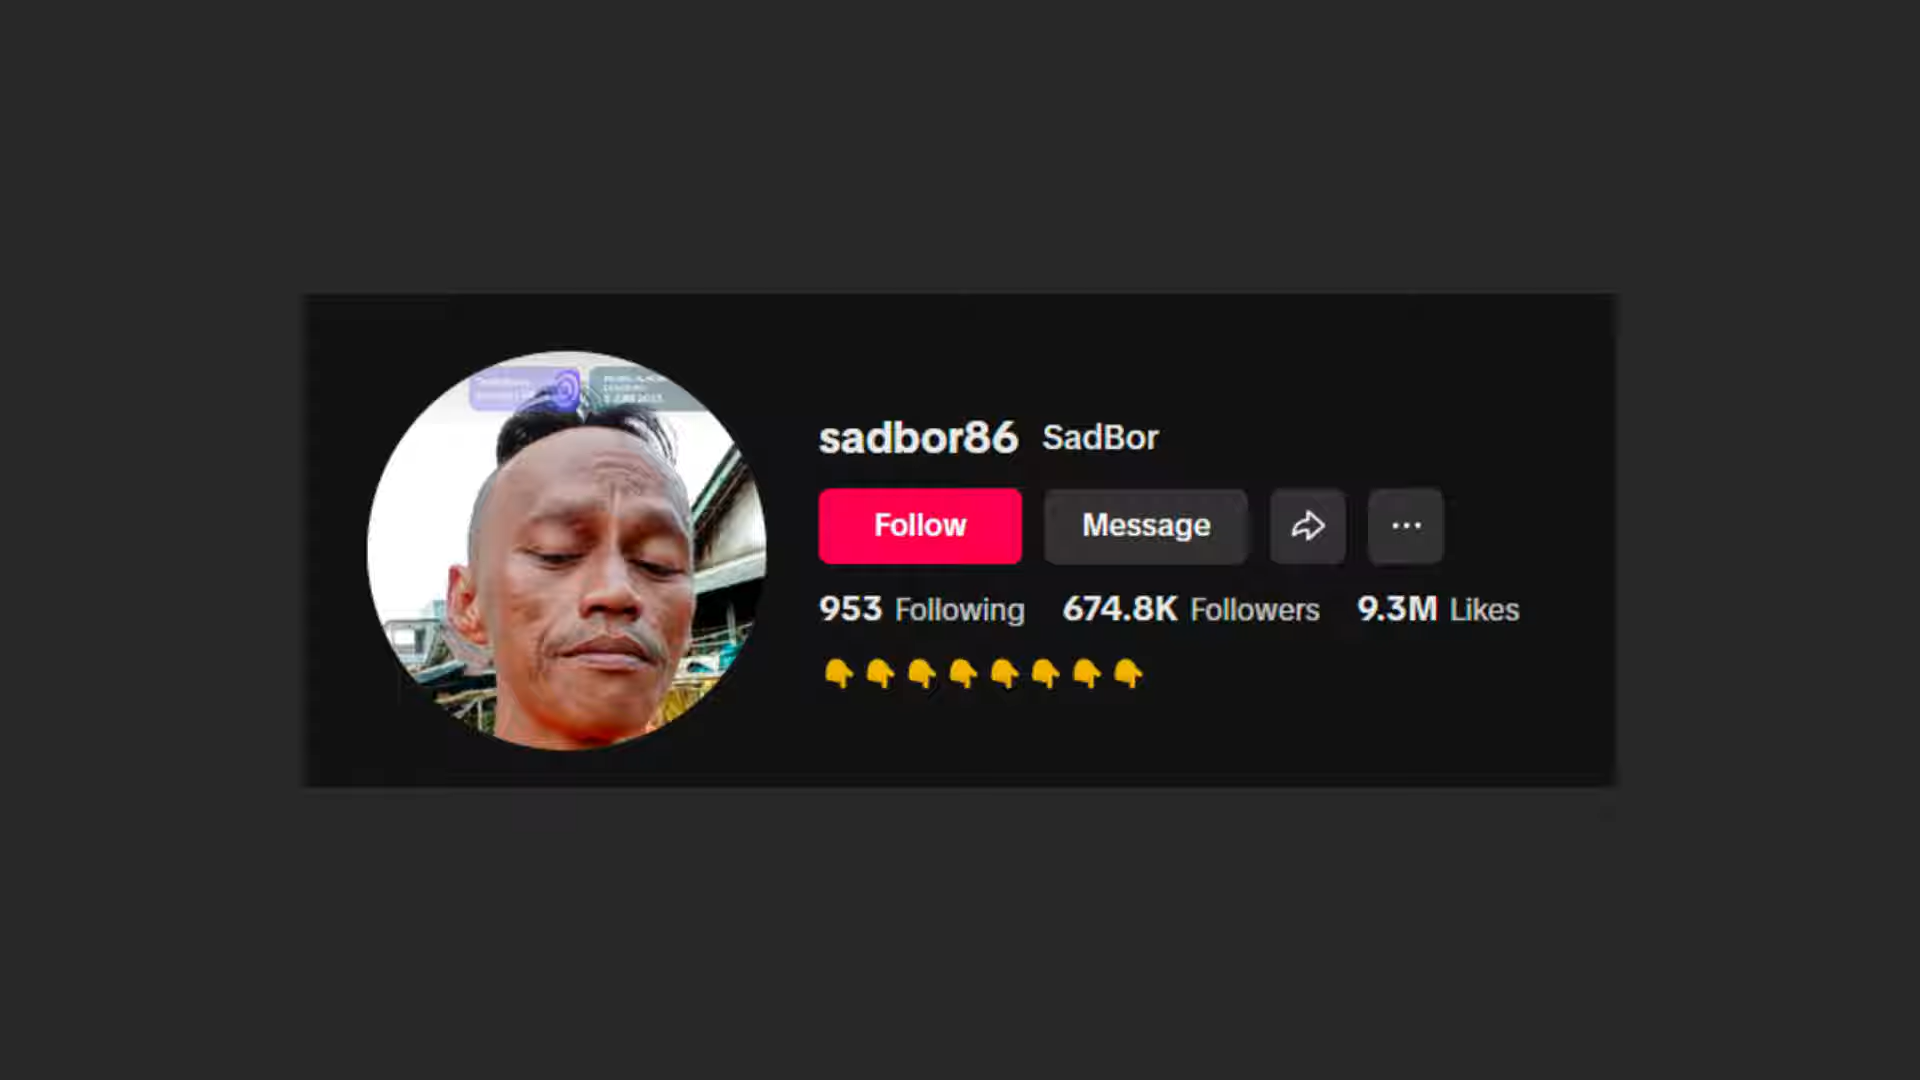 sadbor86 SadBor
Follow Message ...
953 Following 674.8K Followers 9.3M Likes
👇👇👇👇👇👇👇👇